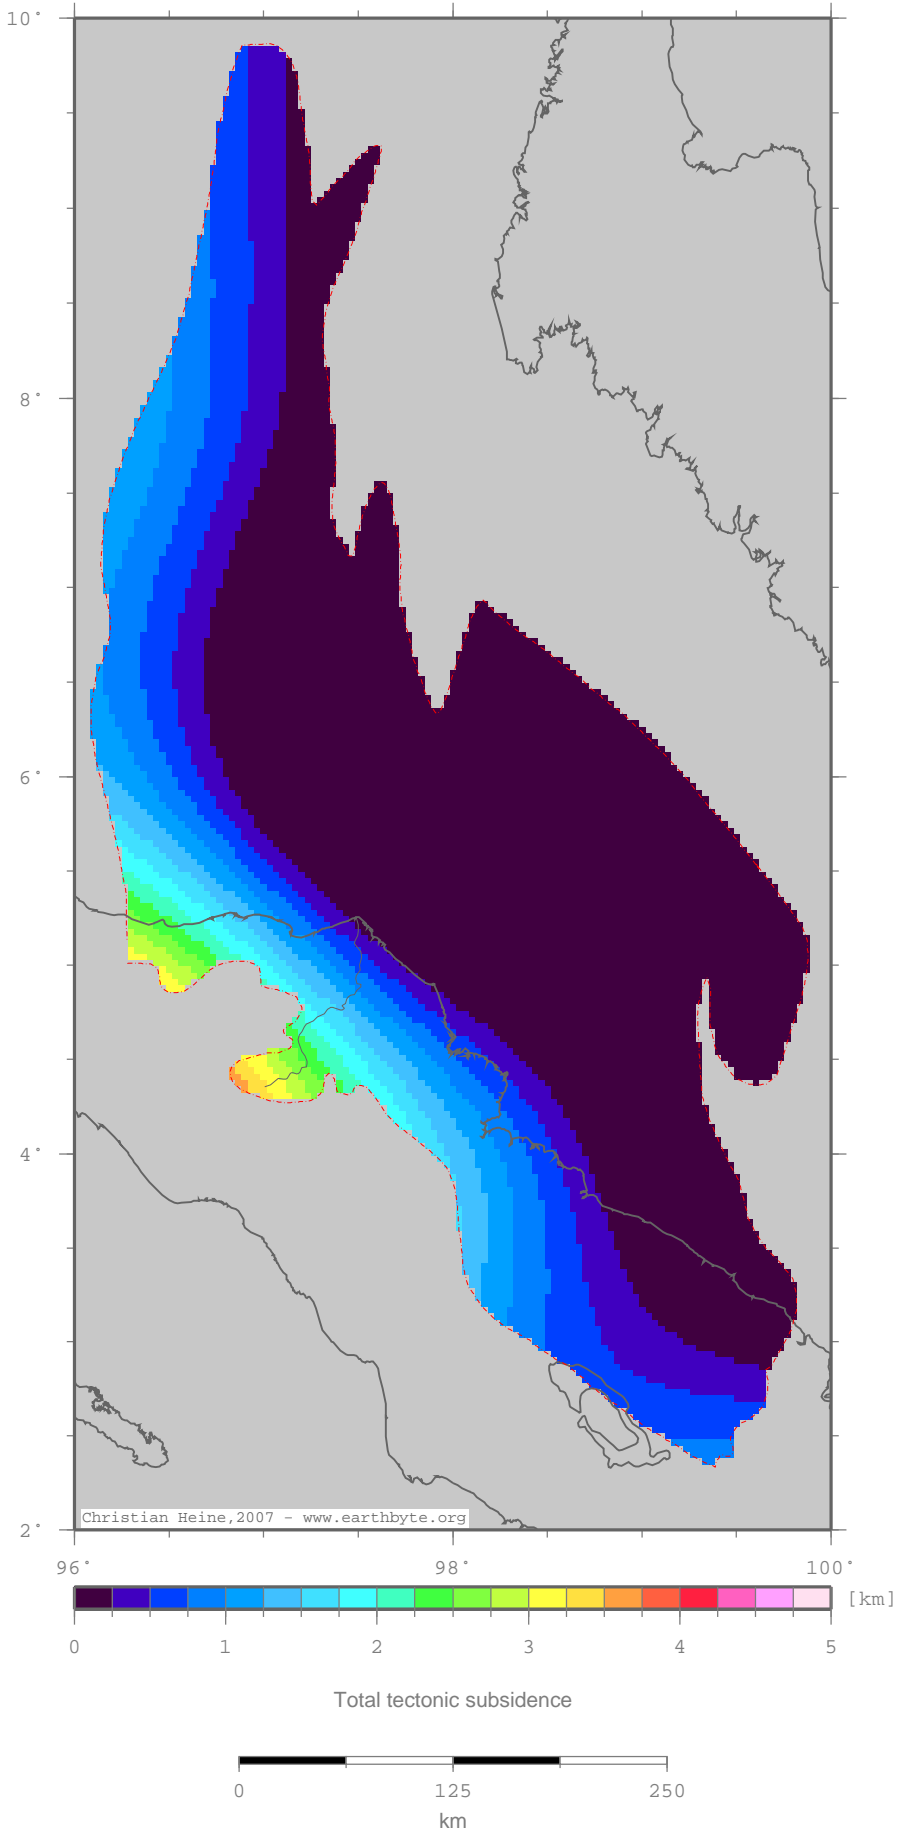 10°
8°
6°
4°
2°
Christian Heine,2007 - www.earthbyte.org
96° 98° 100°
[km]
0 1 2 3 4 5
Total tectonic subsidence
0 125 250
km